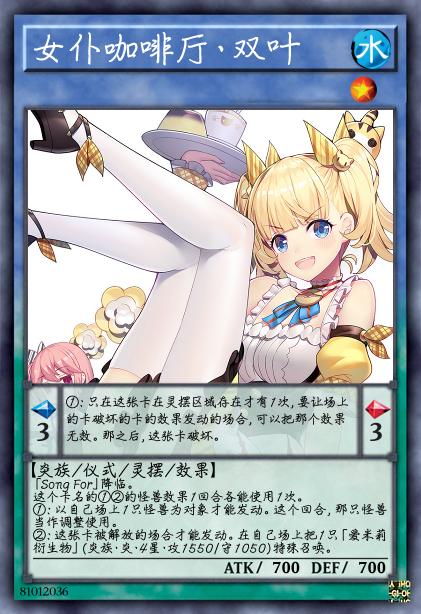 女仆咖啡厅·双叶
水
①:只在这张卡在灵摆区域存在才有1次,要让场上
的卡破坏的卡的效果发动的场合,可以把那个效果
无效。那之后,这张卡破坏。
3
3
【炎族/仪式/灵摆/效果】
「Song For」降临。
这个卡名的①②的怪兽效果1回合各能使用1次。
①:以自己场上1只怪兽为对象才能发动。这个回合,那只怪兽
当作调整使用。
②:这张卡被解放的场合才能发动。在自己场上把1只「爱米莉
衍生物」(炎族·炎·4星·攻1550/守1050)特殊召唤。
ATK/ 700 DEF/ 700
81012036